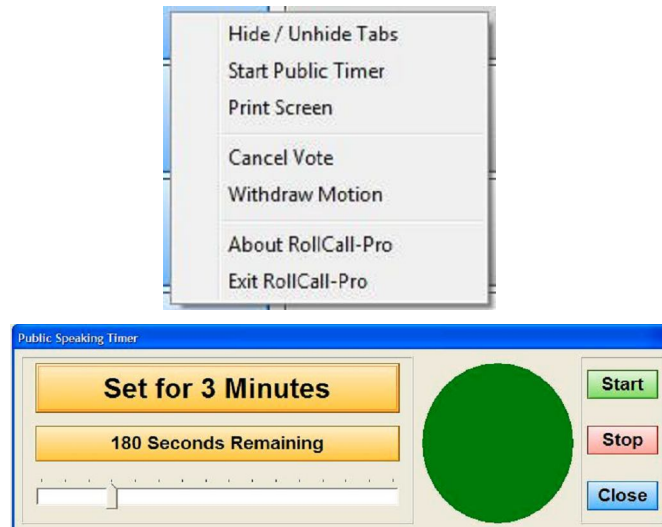 Hide / Unhide Tabs
Start Public Timer
Print Screen
Cancel Vote
Withdraw Motion
About RollCall-Pro
Exit RollCall-Pro
Public Speaking Timer
Set for 3 Minutes
180 Seconds Remaining
Start
Stop
Close